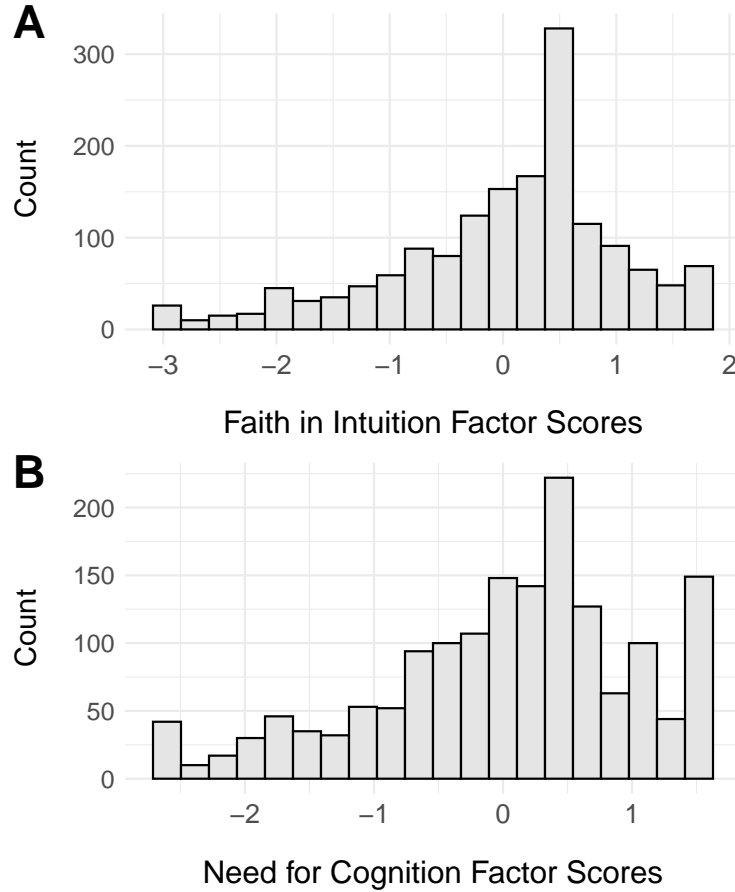 A
300
200
100
0
Count
−3 −2 −1 0 1 2
Faith in Intuition Factor Scores
B
200
150
100
50
0
Count
−2 −1 0 1
Need for Cognition Factor Scores